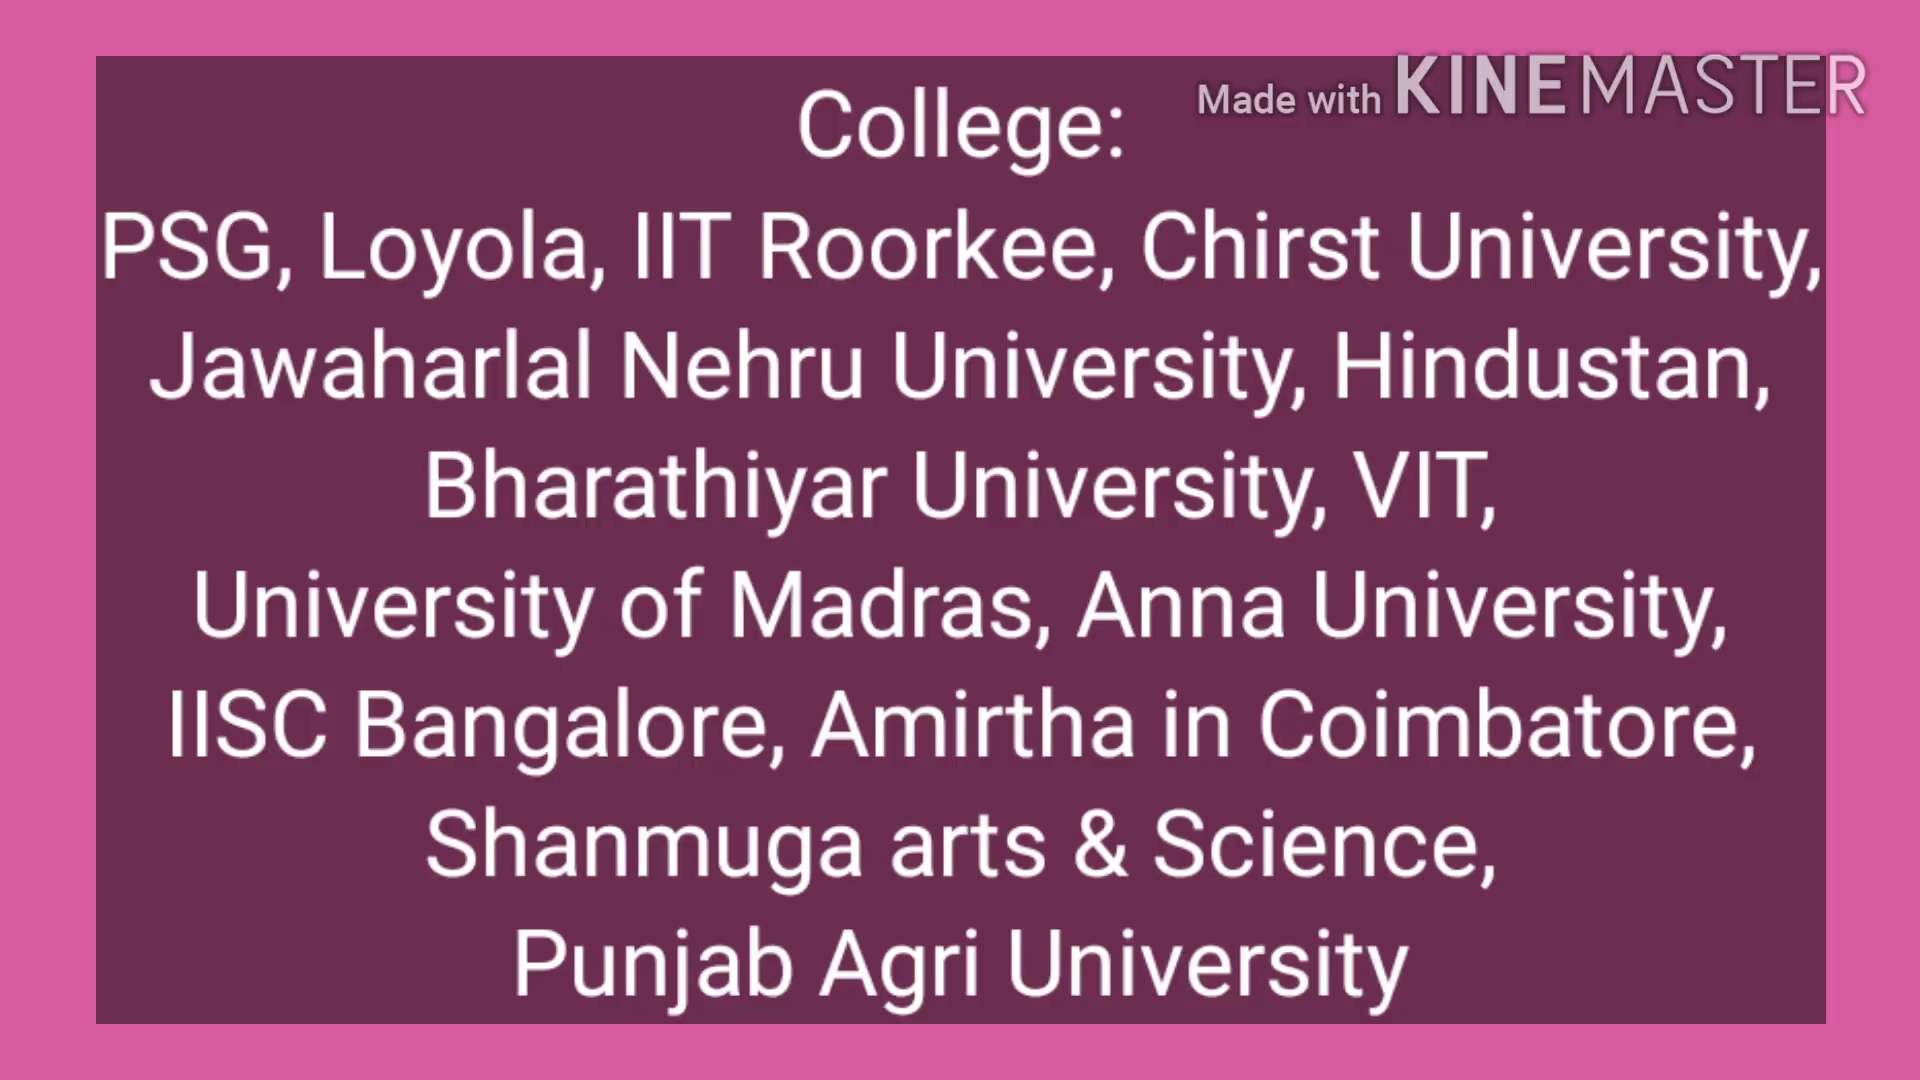 Made with KINEMASTER
College:
PSG, Loyola, IIT Roorkee, Chirst University,
Jawaharlal Nehru University, Hindustan,
Bharathiyar University, VIT,
University of Madras, Anna University,
IISC Bangalore, Amirtha in Coimbatore,
Shanmuga arts & Science,
Punjab Agri University